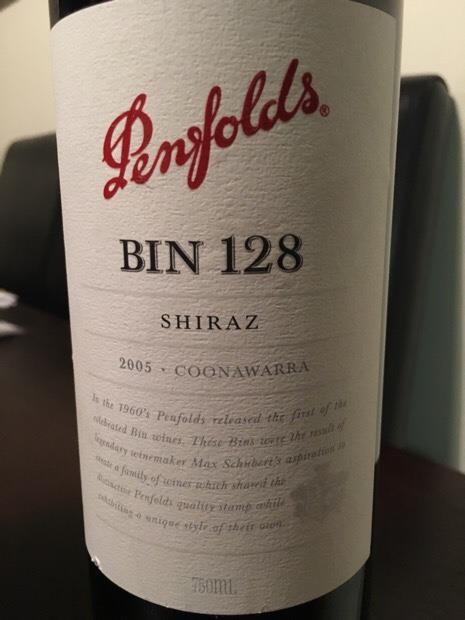 Penfolds®
BIN 128
SHIRAZ
2005 • COONAWARRA
In the 1960's Penfolds released the first of the
celebrated Bin wines. These Bins were the result of
legendary winemaker Max Schubert's aspiration to
create a family of wines which shared the
distinctive Penfolds quality stamp while
exhibiting a unique style of their own.
750ML